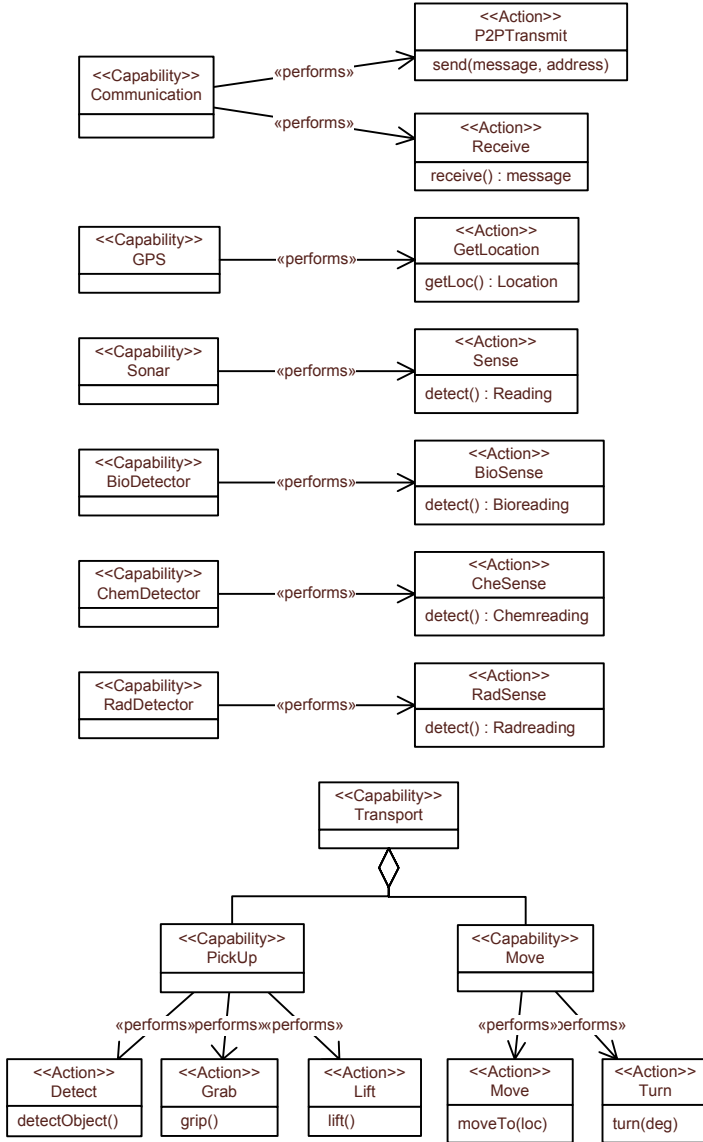 <<Action>>
P2PTransmit
send(message, address)
<<Capability>>
Communication
«performs»
«performs»
<<Action>>
Receive
receive() : message
<<Capability>>
GPS
«performs»
<<Action>>
GetLocation
getLoc() : Location
<<Capability>>
Sonar
«performs»
<<Action>>
Sense
detect() : Reading
<<Capability>>
BioDetector
«performs»
<<Action>>
BioSense
detect() : Bioreading
<<Capability>>
ChemDetector
«performs»
<<Action>>
CheSense
detect() : Chemreading
<<Capability>>
RadDetector
«performs»
<<Action>>
RadSense
detect() : Radreading
<<Capability>>
Transport
<<Capability>>
PickUp
<<Capability>>
Move
«performs»
performs»
«performs»
«performs»
performs»
<<Action>>
Detect
detectObject()
<<Action>>
Grab
grip()
<<Action>>
Lift
lift()
<<Action>>
Move
moveTo(loc)
<<Action>>
Turn
turn(deg)